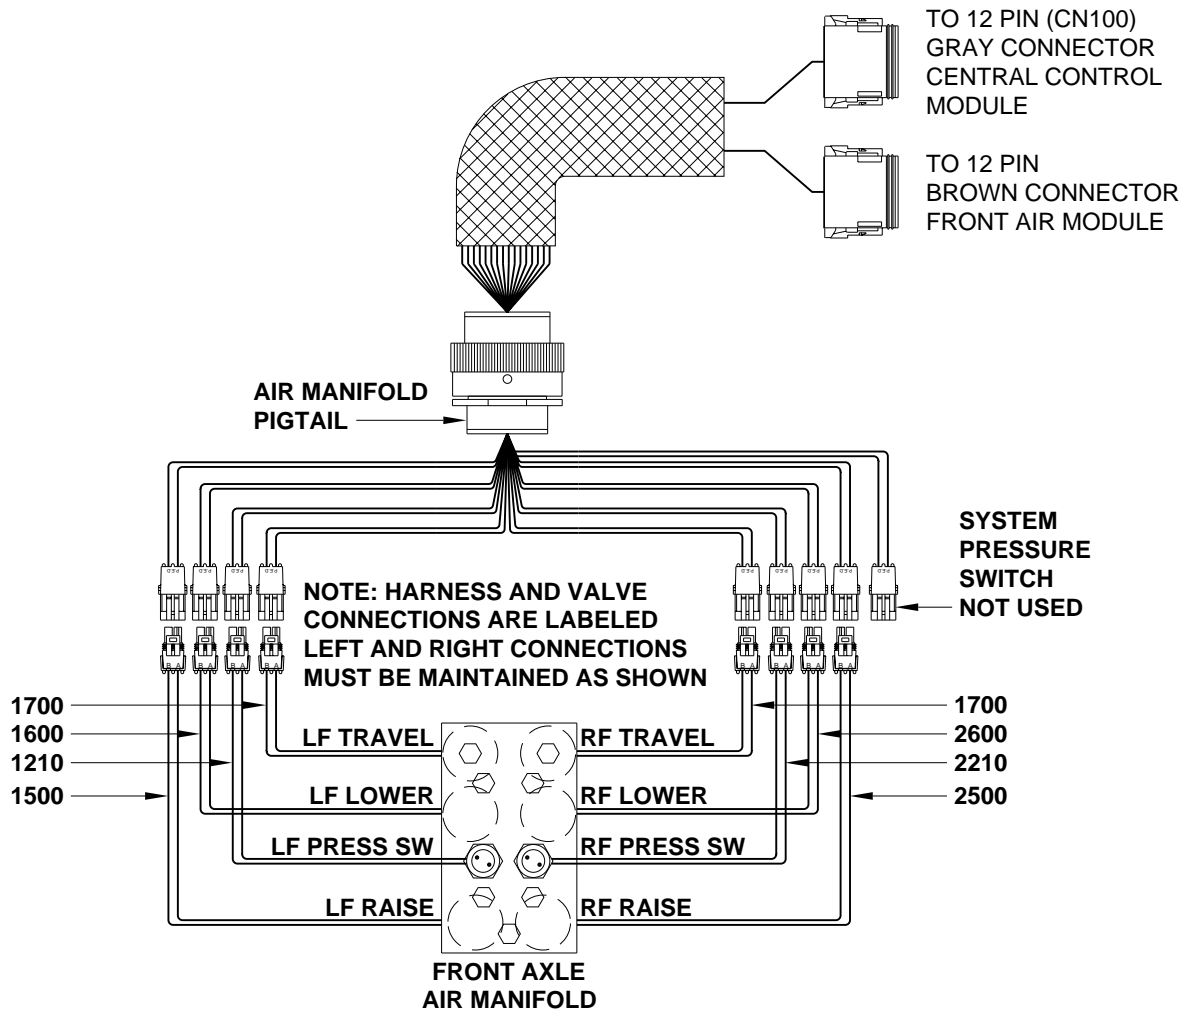 TO 12 PIN (CN100)
GRAY CONNECTOR
CENTRAL CONTROL
MODULE
TO 12 PIN
BROWN CONNECTOR
FRONT AIR MODULE
AIR MANIFOLD
PIGTAIL
SYSTEM
PRESSURE
SWITCH
NOT USED
NOTE: HARNESS AND VALVE
CONNECTIONS ARE LABELED
LEFT AND RIGHT CONNECTIONS
MUST BE MAINTAINED AS SHOWN
B A
B A
B A
B A
B A
B A
B A
B A
1700
1600
1210
1500
1700
2600
2210
2500
LF TRAVEL
RF TRAVEL
LF LOWER
RF LOWER
LF PRESS SW
RF PRESS SW
LF RAISE
RF RAISE
FRONT AXLE
AIR MANIFOLD